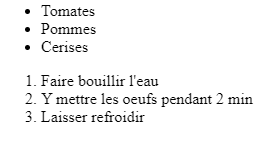 • Tomates
• Pommes
• Cerises
1. Faire bouillir l'eau
2. Y mettre les oeufs pendant 2 min
3. Laisser refroidir